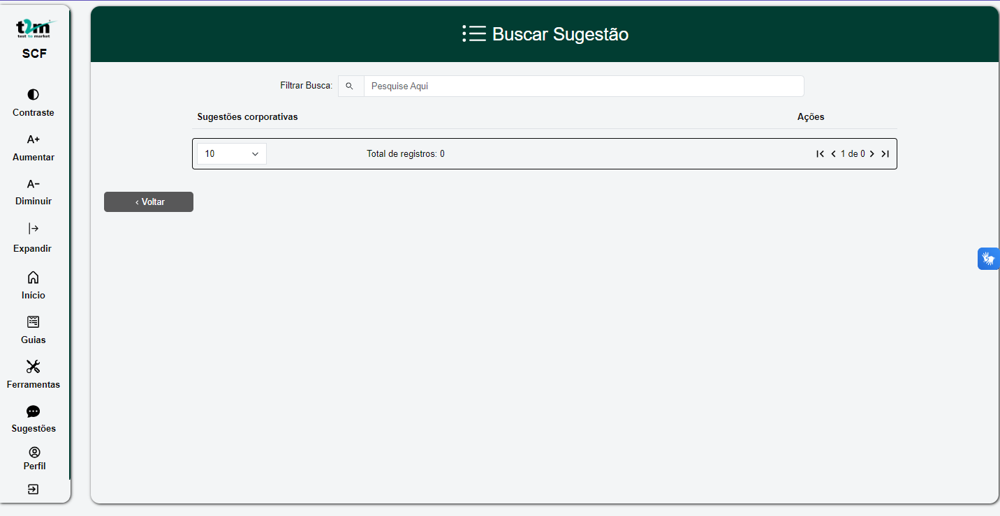 t2m
test to market
SCF
Contraste
A+
Aumentar
A-
Diminuir
Expandir
Início
Guias
Ferramentas
Sugestões
Perfil
Buscar Sugestão
Filtrar Busca: Pesquise Aqui
Sugestões corporativas Ações
10 Total de registros: 0 1 de 0
‹ Voltar